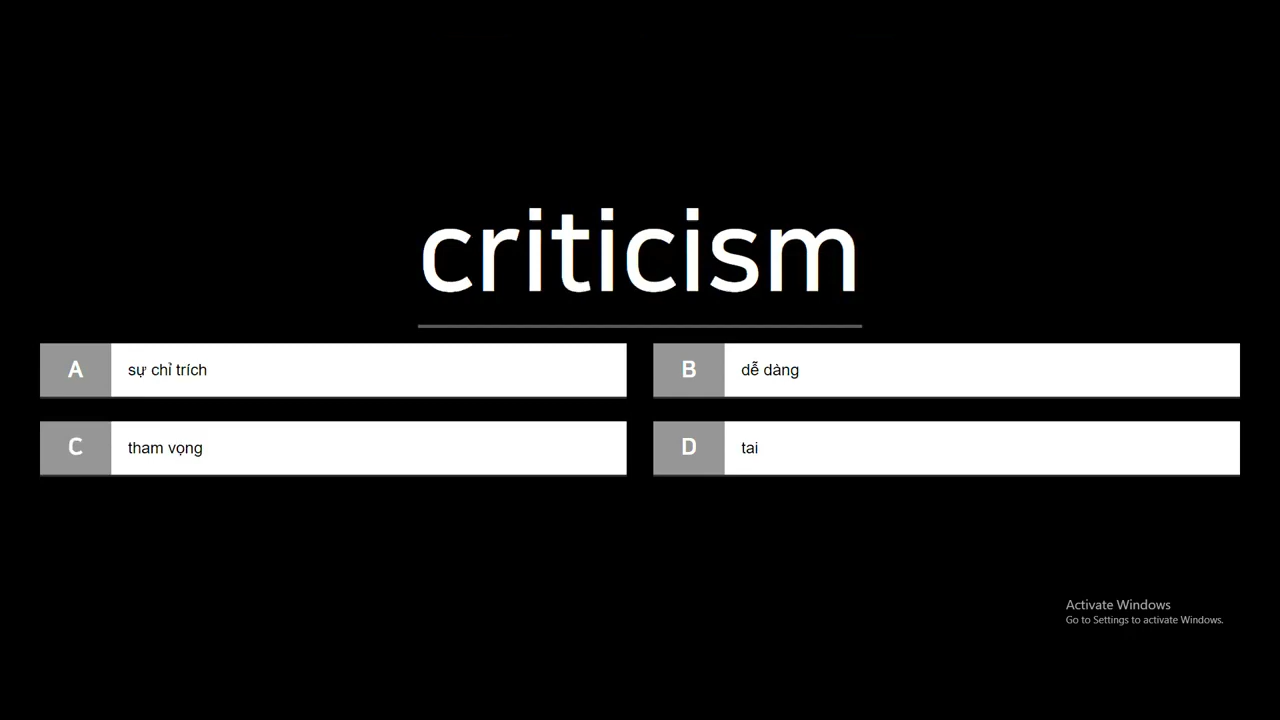 criticism
A sự chỉ trích
B dễ dàng
C tham vọng
D tai
Activate Windows
Go to Settings to activate Windows.